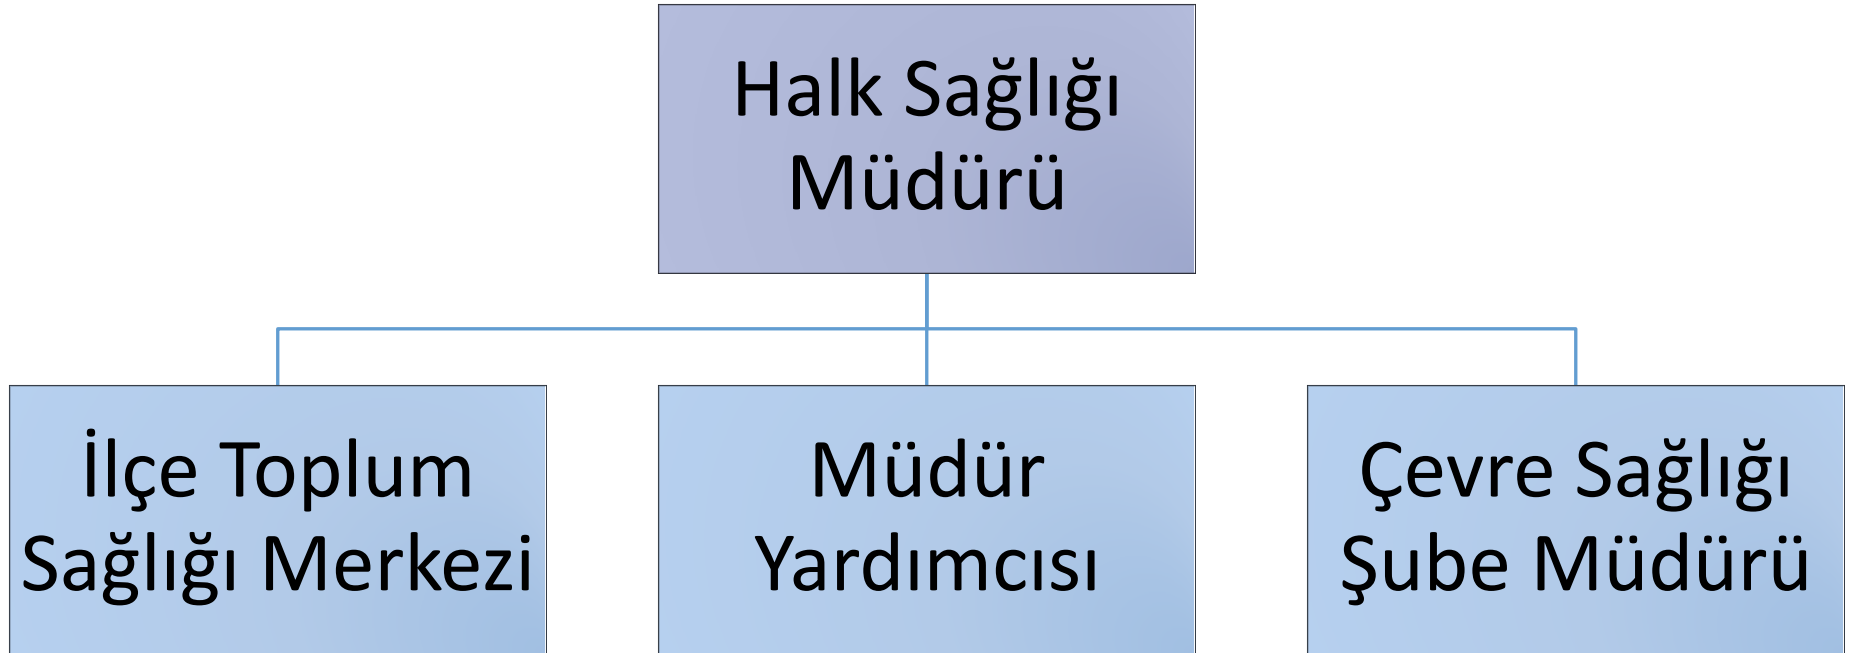 Halk Sağlığı
Müdürü
İlçe Toplum
Sağlığı Merkezi
Müdür
Yardımcısı
Çevre Sağlığı
Şube Müdürü